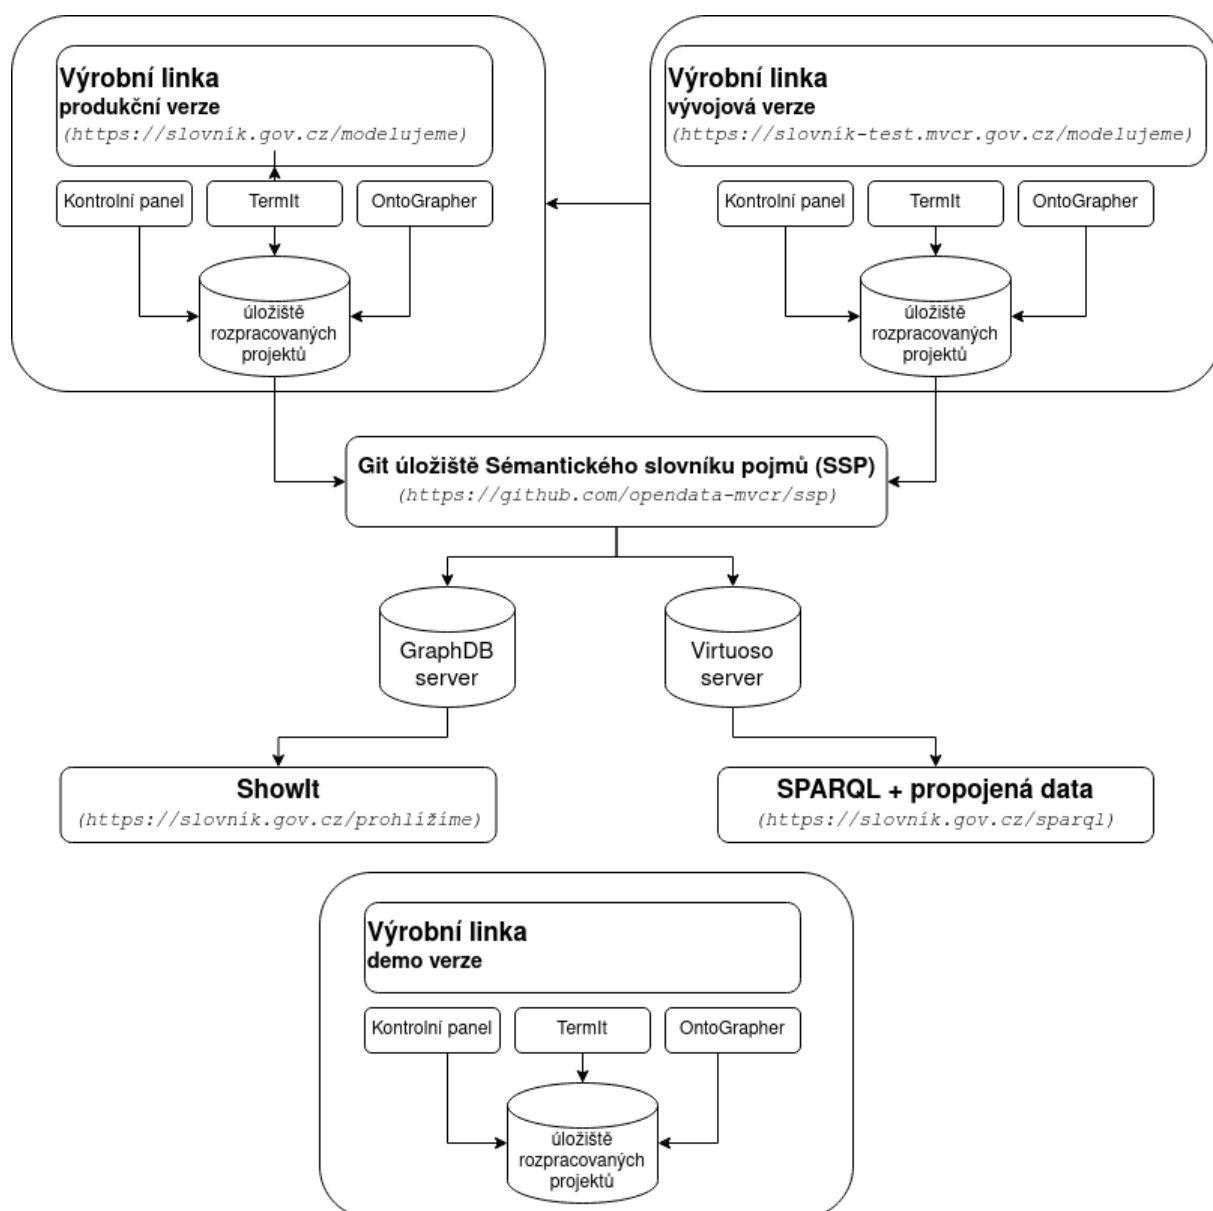 Výrobní linka
produkční verze
(https://slovník.gov.cz/modelujeme)
Kontrolní panel
TermIt
OntoGrapher
úložiště
rozpracovaných
projektů
Výrobní linka
vývojová verze
(https://slovník-test.mvcr.gov.cz/modelujeme)
Kontrolní panel
TermIt
OntoGrapher
úložiště
rozpracovaných
projektů
Git úložiště Sémantického slovníku pojmů (SSP)
(https://github.com/opendata-mvcr/ssp)
GraphDB
server
Virtuoso
server
ShowIt
(https://slovník.gov.cz/prohlížíme)
SPARQL + propojená data
(https://slovník.gov.cz/sparql)
Výrobní linka
demo verze
Kontrolní panel
TermIt
OntoGrapher
úložiště
rozpracovaných
projektů